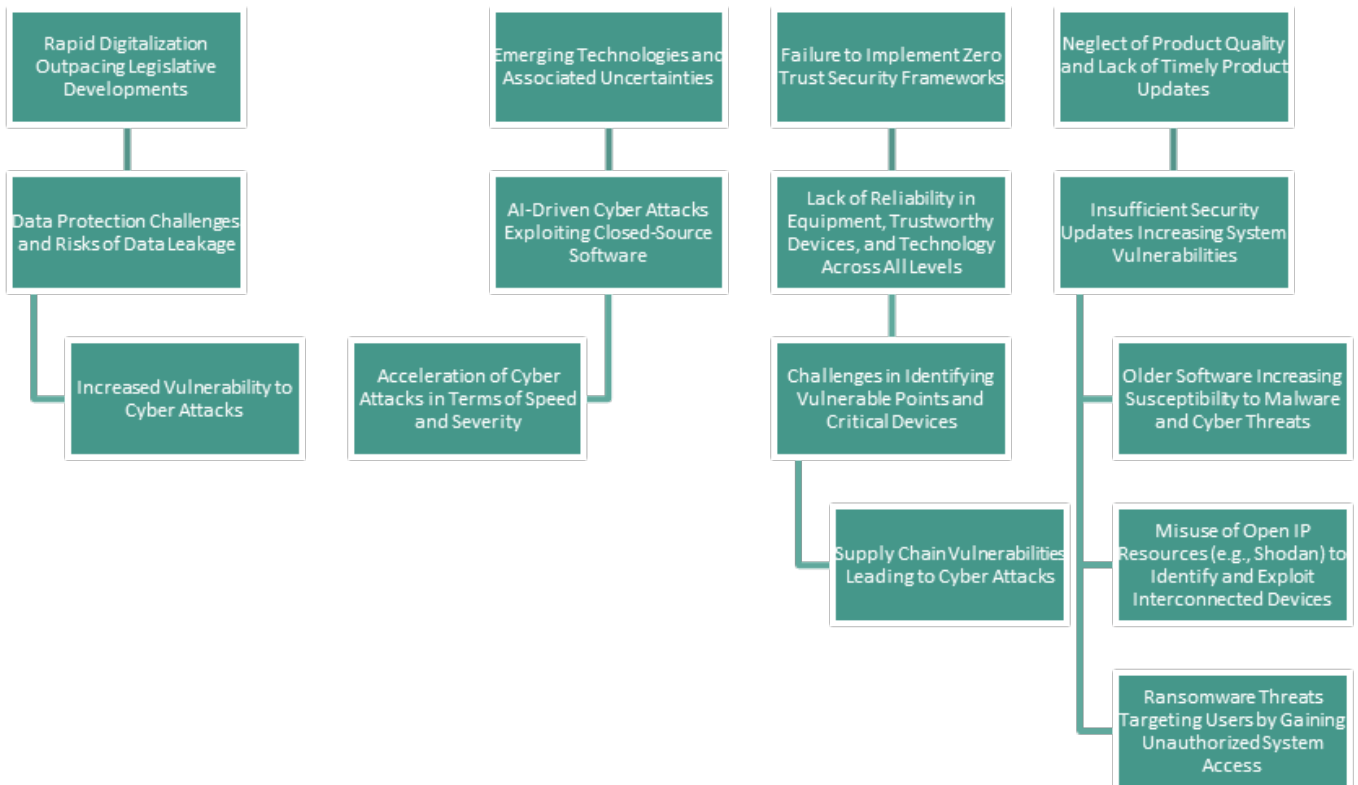 Rapid Digitalization
Outpacing Legislative
Developments
Data Protection Challenges
and Risks of Data Leakage
Increased Vulnerability to
Cyber Attacks
Emerging Technologies and
Associated Uncertainties
AI-Driven Cyber Attacks
Exploiting Closed-Source
Software
Acceleration of Cyber
Attacks in Terms of Speed
and Severity
Failure to Implement Zero
Trust Security Frameworks
Lack of Reliability in
Equipment, Trustworthy
Devices, and Technology
Across All Levels
Challenges in Identifying
Vulnerable Points and
Critical Devices
Supply Chain Vulnerabilities
Leading to Cyber Attacks
Neglect of Product Quality
and Lack of Timely Product
Updates
Insufficient Security
Updates Increasing System
Vulnerabilities
Older Software Increasing
Susceptibility to Malware
and Cyber Threats
Misuse of Open IP
Resources (e.g., Shodan) to
Identify and Exploit
Interconnected Devices
Ransomware Threats
Targeting Users by Gaining
Unauthorized System
Access